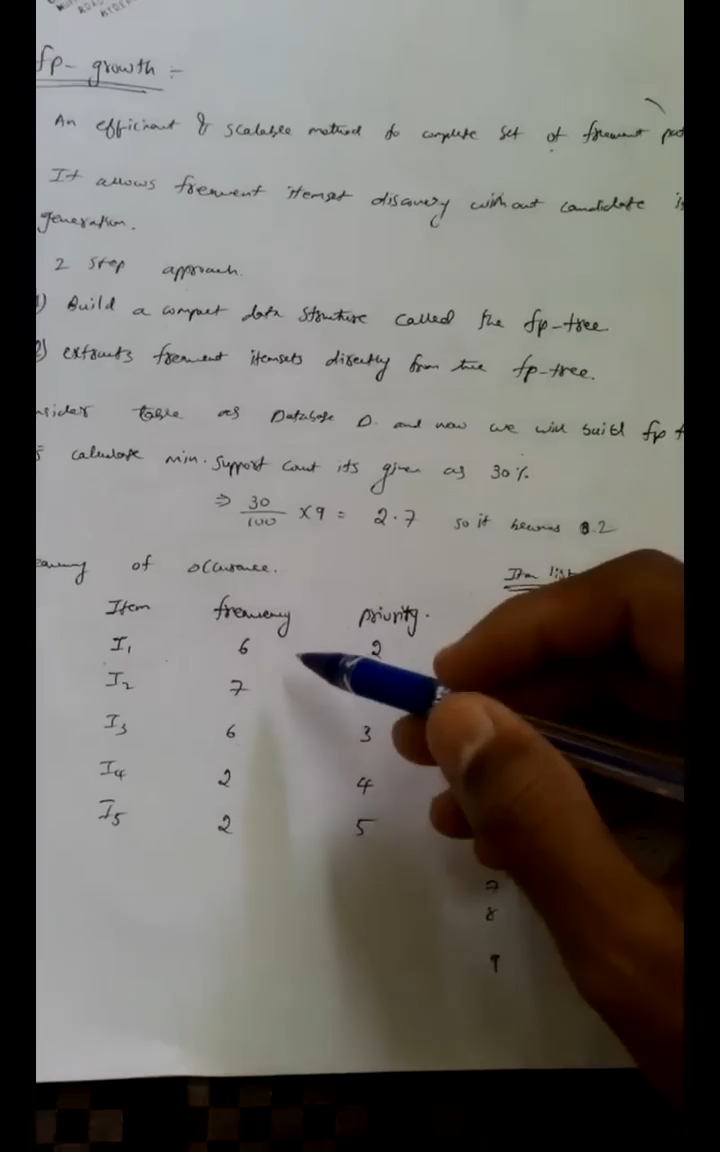 fp- growth :-
An efficient & scalable method to complete set of frequent
It allows frequent itemset discovery without candidate
generation.
2 Step approach.
1) Build a compact data structure called the fp-tree.
2) extracts frequent itemsets directly from the fp-tree.
table as Database D. and now we will build fp
calculate min. support count its given as 30%
⇒ 30/100 X 9 = 2.7 so it becomes
of occurance.
Item list
Item frequency priority.
I1 6 2
I2 7
I3 6 3
I4 2 4
I5 2 5
7
8
9